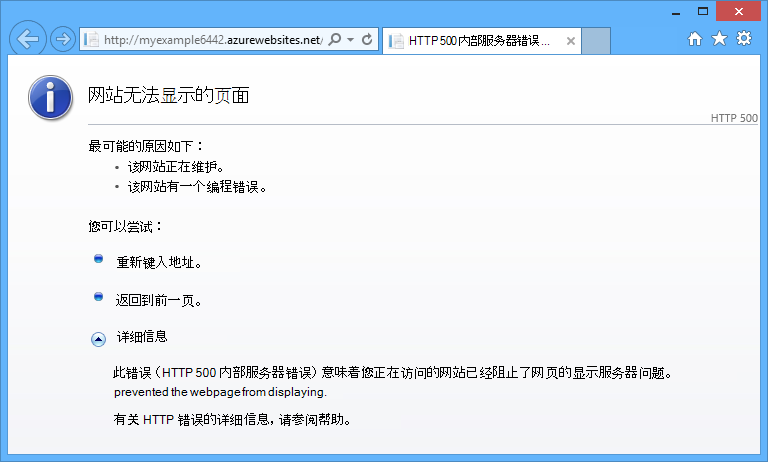 http://myexample6442.azurewebsites.net/
HTTP 500 内部服务器错误...
网站无法显示的页面
HTTP 500
最可能的原因如下：
• 该网站正在维护。
• 该网站有一个编程错误。
您可以尝试：
重新键入地址。
返回到前一页。
详细信息
此错误（HTTP 500 内部服务器错误）意味着您正在访问的网站已经阻止了网页的显示服务器问题。
prevented the webpage from displaying.
有关 HTTP 错误的详细信息，请参阅帮助。